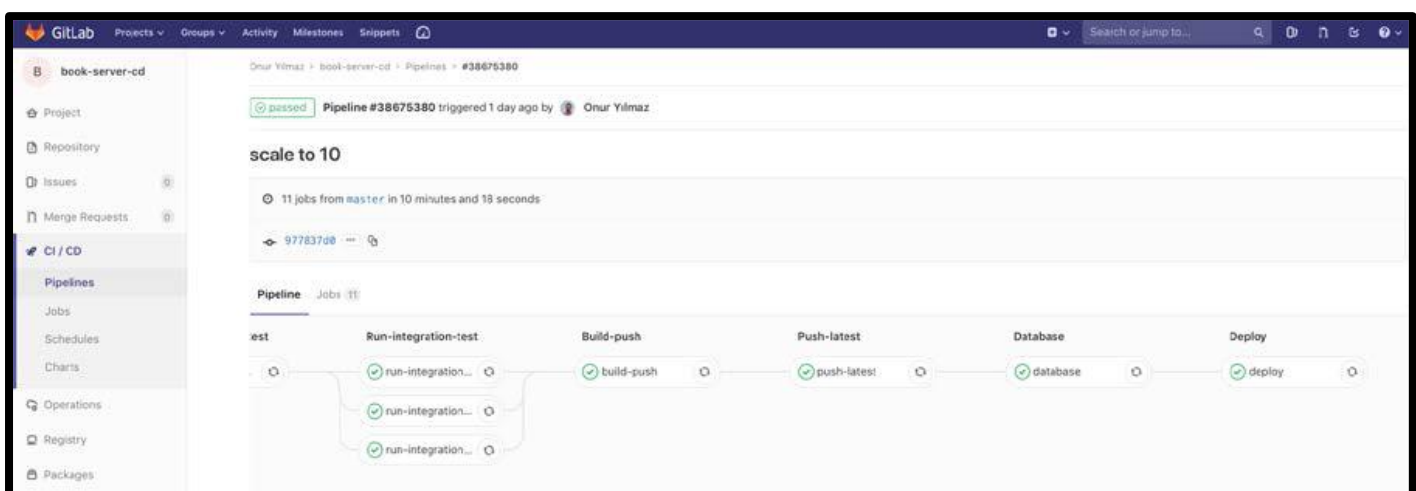 GitLab Projects Groups Activity Milestones Snippets Search or jump to...
B book-server-cd
Onur Yılmaz > book-server-cd > Pipelines > #38675380
Project
passed Pipeline #38675380 triggered 1 day ago by Onur Yılmaz
Repository
scale to 10
Issues 0
11 jobs from master in 10 minutes and 18 seconds
Merge Requests 0
977837d0
CI / CD
Pipelines
Pipeline Jobs 11
Jobs
Schedules
Charts
est Run-integration-test Build-push Push-latest Database Deploy
run-integration... build-push push-latest database deploy
run-integration...
run-integration...
Operations
Registry
Packages